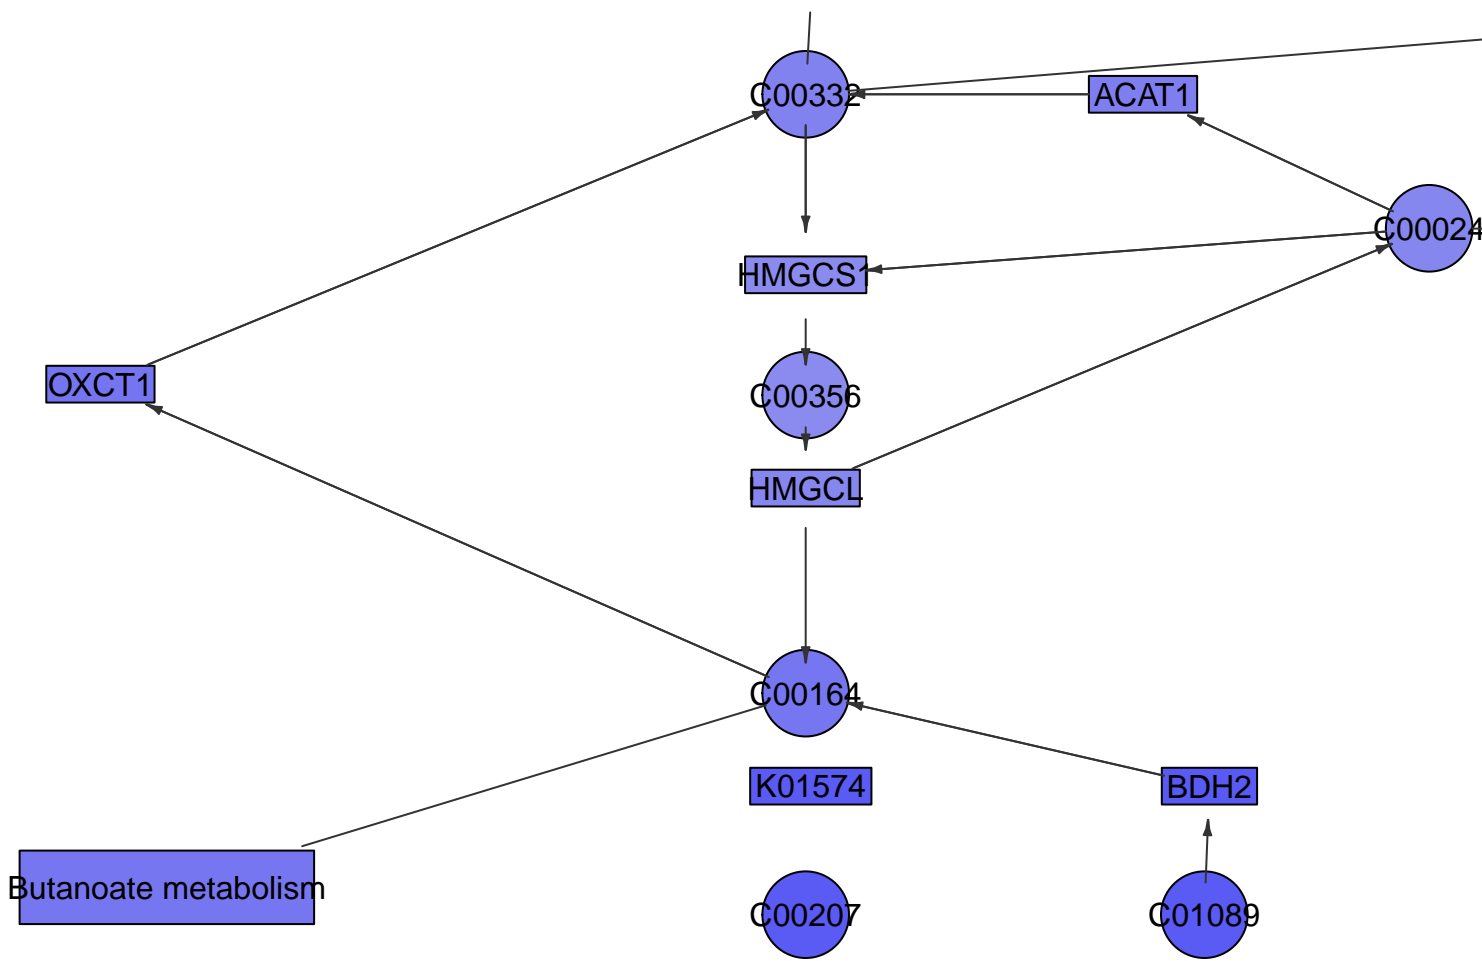 C00332
ACAT1
C00024
HMGCS1
OXCT1
C00356
HMGCL
C00164
K01574
BDH2
Butanoate metabolism
C00207
C01089